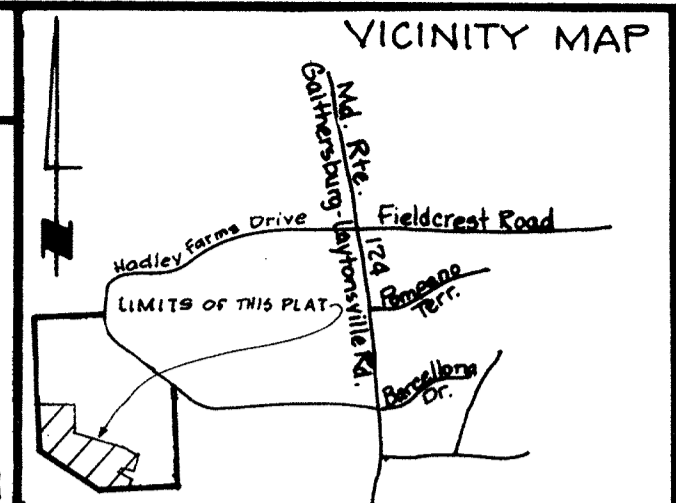 VICINITY MAP
Md. Rte. 124
Gaithersburg-Laytonsville Rd.
Hadley Farms Drive
Fieldcrest Road
LIMITS OF THIS PLAT
Pompano
Terr.
Barcellona
Dr.